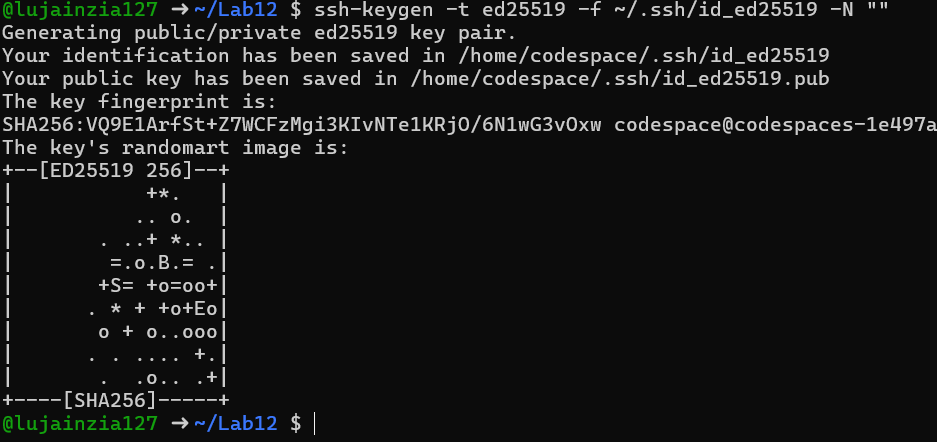 @lujainzia127 ➜ ~/Lab12 $ ssh-keygen -t ed25519 -f ~/.ssh/id_ed25519 -N ""
Generating public/private ed25519 key pair.
Your identification has been saved in /home/codespace/.ssh/id_ed25519
Your public key has been saved in /home/codespace/.ssh/id_ed25519.pub
The key fingerprint is:
SHA256:VQ9E1ArfSt+Z7WCFzMgi3KIvNTe1KRjO/6N1wG3vOxw codespace@codespaces-1e497a
The key's randomart image is:
+--[ED25519 256]--+
|           +*.   |
|          .. o.  |
|       . ..+ *.. |
|        =.o.B.= .|
|       +S= +o=oo+|
|      . * + +o+Eo|
|       o + o..ooo|
|      . . .... +.|
|       .  .o.. .+|
+----[SHA256]-----+
@lujainzia127 ➜ ~/Lab12 $